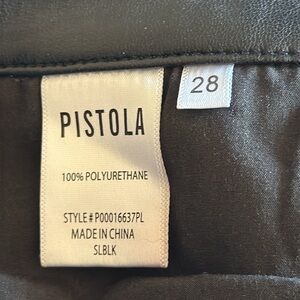 PISTOLA
28
100% POLYURETHANE
STYLE # P00016637PL
MADE IN CHINA
SLBLK